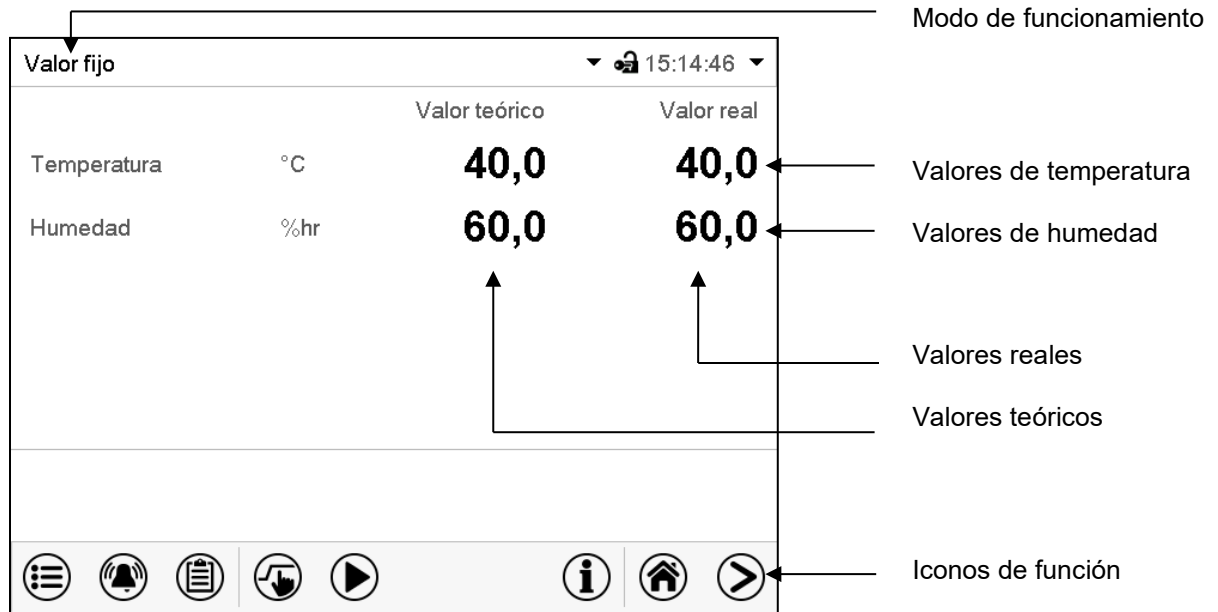 Modo de funcionamiento
Valor fijo 15:14:46
Valor teórico Valor real
Temperatura °C 40,0 40,0 Valores de temperatura
Humedad %hr 60,0 60,0 Valores de humedad
Valores reales
Valores teóricos
Iconos de función